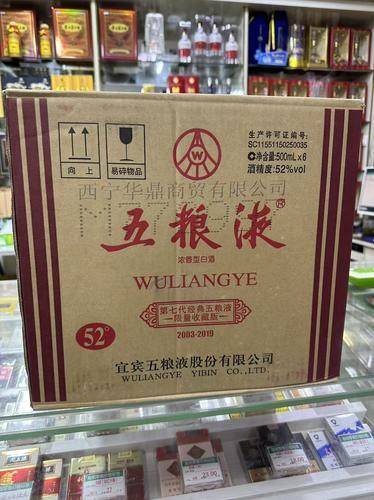 生产许可证编号:
SC11551150250035
净含量:500mL x 6
酒精度:52%vol
向上
易碎物品
西宁华鼎商贸有限公司
五粮液®
浓香型白酒
WULIANGYE
第七代经典五粮液
—限量收藏版—
2003-2019
52°
宜宾五粮液股份有限公司
WULIANGYE YIBIN CO.,LTD.